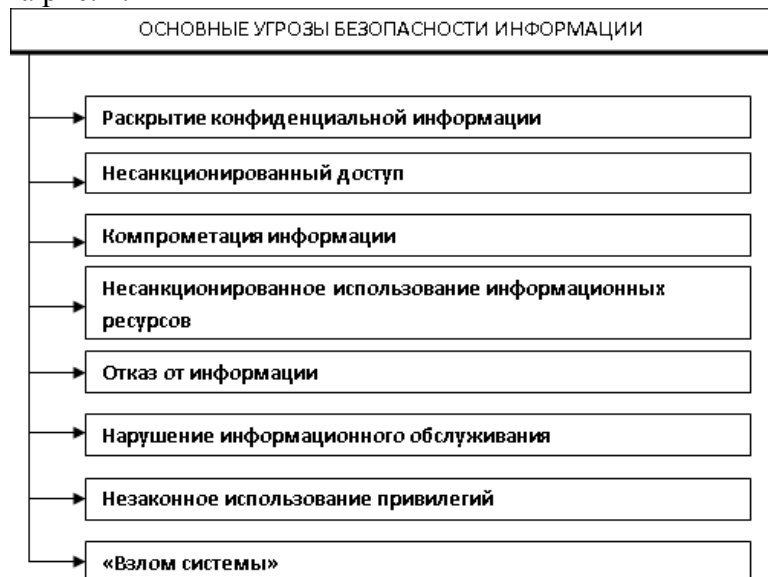 ОСНОВНЫЕ УГРОЗЫ БЕЗОПАСНОСТИ ИНФОРМАЦИИ
Раскрытие конфиденциальной информации
Несанкционированный доступ
Компрометация информации
Несанкционированное использование информационных
ресурсов
Отказ от информации
Нарушение информационного обслуживания
Незаконное использование привилегий
«Взлом системы»